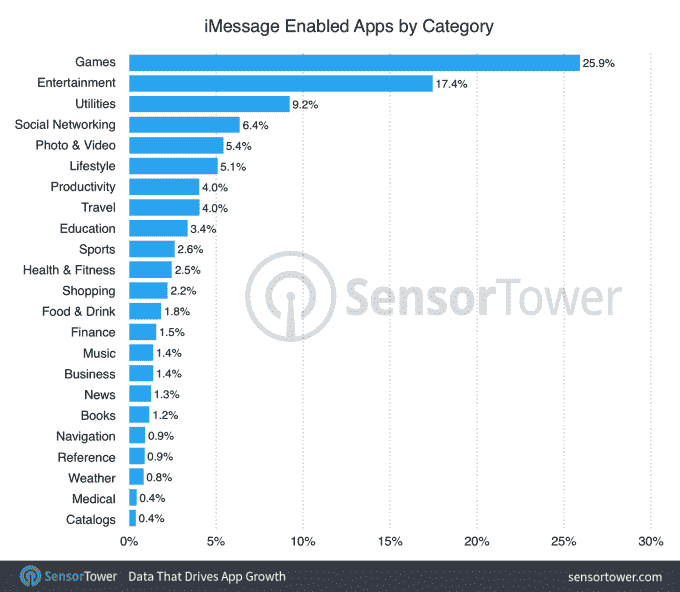 iMessage Enabled Apps by Category
Games 25.9%
Entertainment 17.4%
Utilities 9.2%
Social Networking 6.4%
Photo & Video 5.4%
Lifestyle 5.1%
Productivity 4.0%
Travel 4.0%
Education 3.4%
Sports 2.6%
Health & Fitness 2.5%
Shopping 2.2%
Food & Drink 1.8%
Finance 1.5%
Music 1.4%
Business 1.4%
News 1.3%
Books 1.2%
Navigation 0.9%
Reference 0.9%
Weather 0.8%
Medical 0.4%
Catalogs 0.4%
SensorTower
0% 5% 10% 15% 20% 25% 30%
SensorTower Data That Drives App Growth sensortower.com